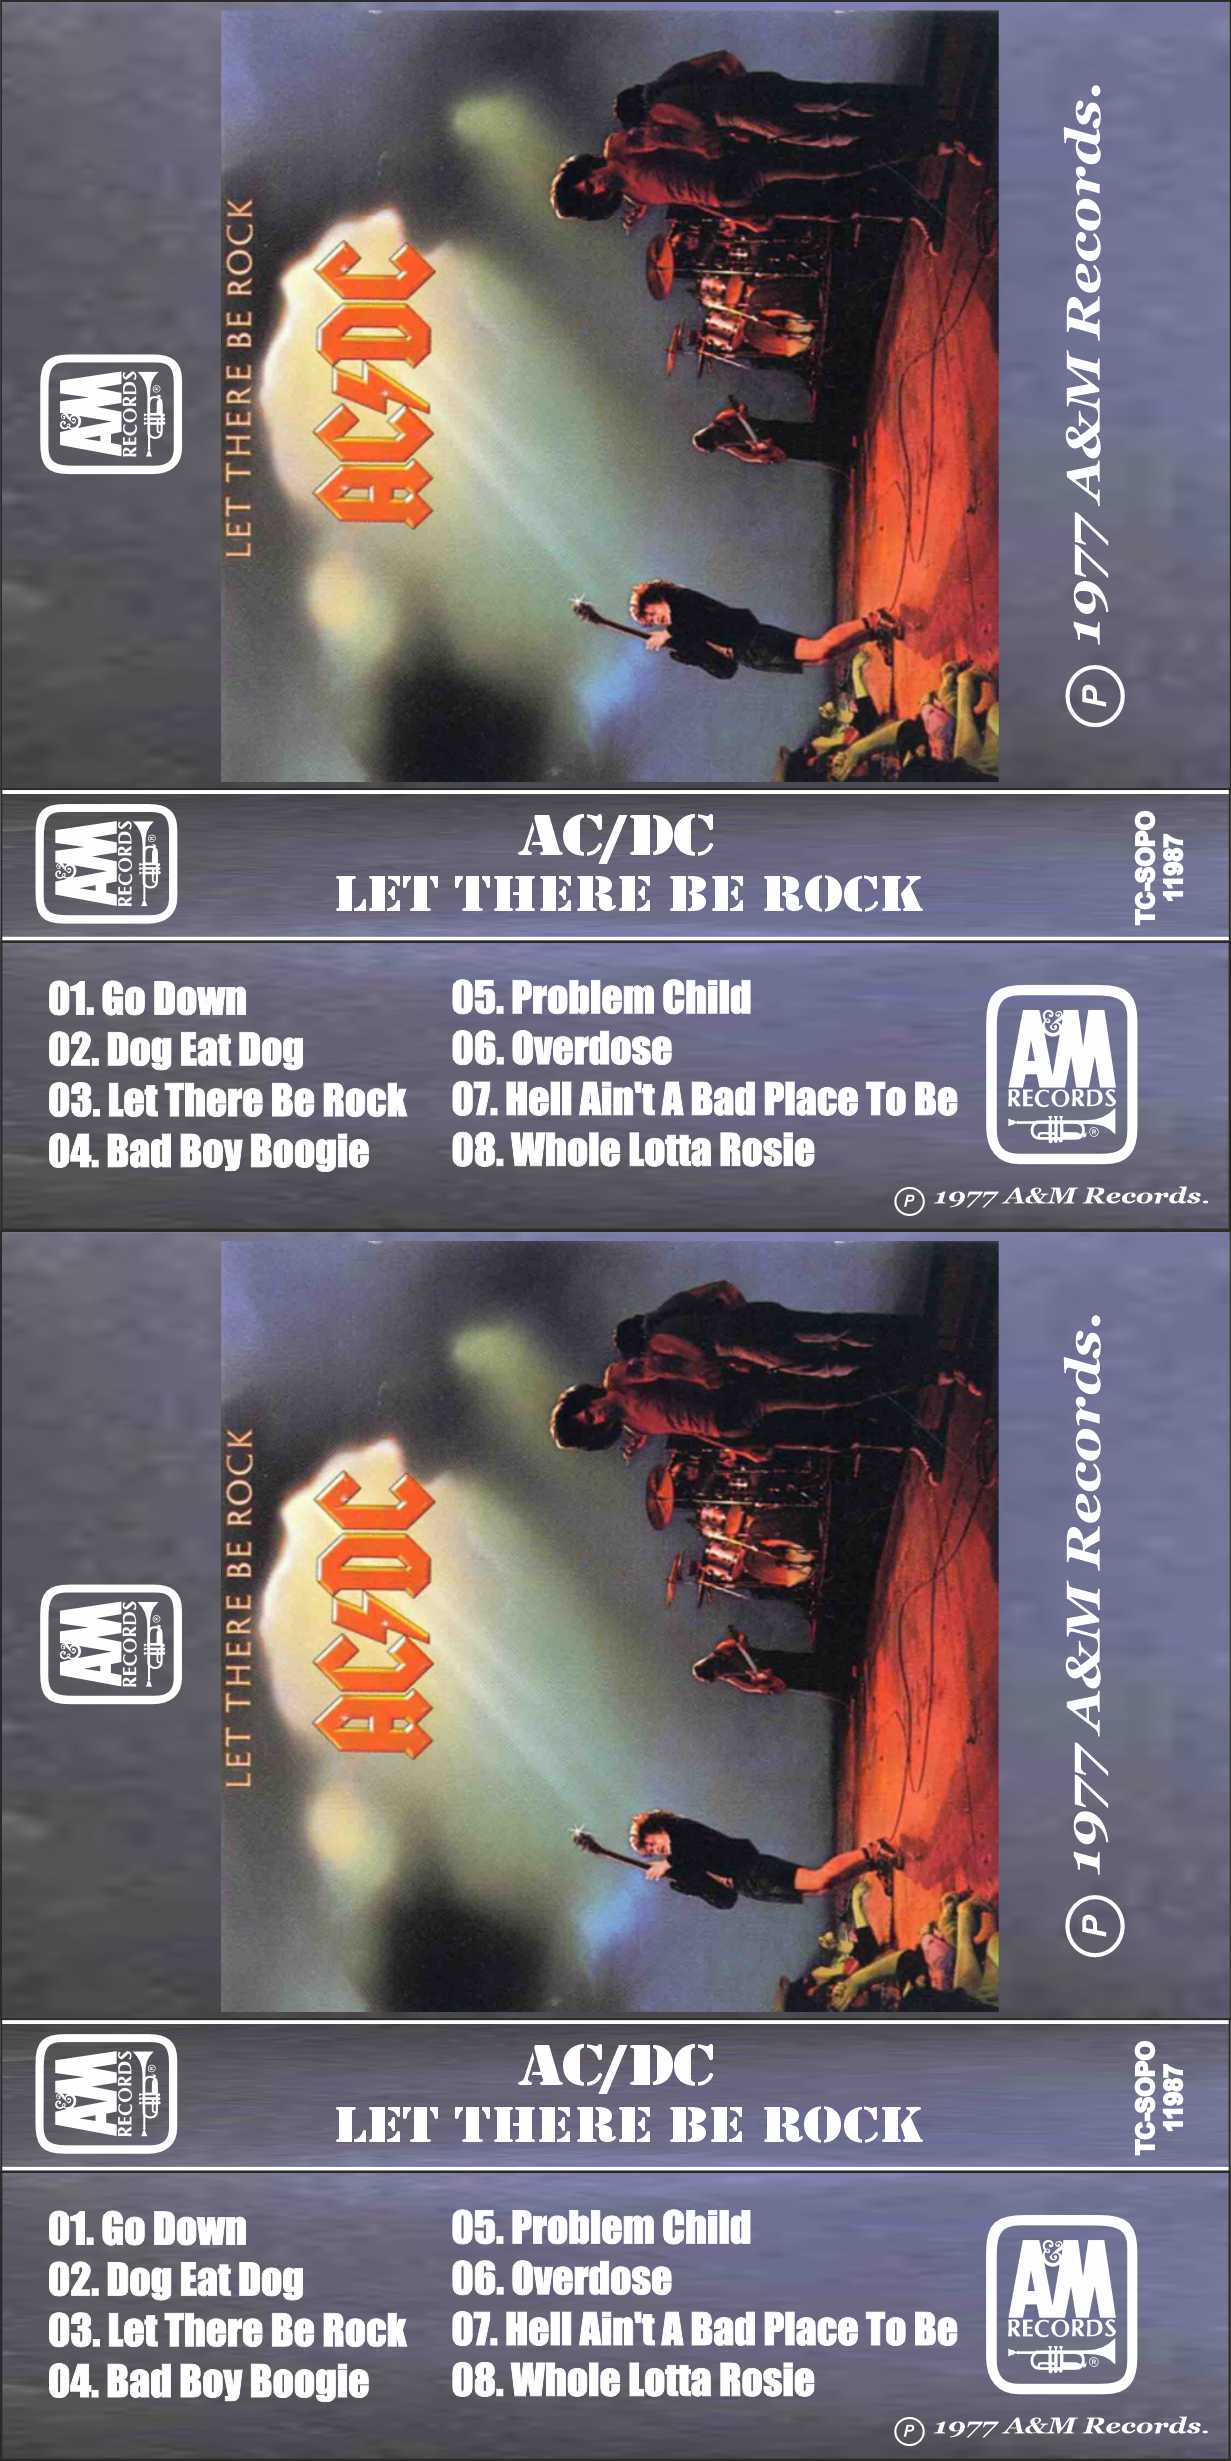 LET THERE BE ROCK
AC DC
A&M
RECORDS
®
Ⓟ 1977 A&M Records.
A&M
RECORDS
®
AC/DC
LET THERE BE ROCK
TC-SOPO
11987
01. Go Down
02. Dog Eat Dog
03. Let There Be Rock
04. Bad Boy Boogie
05. Problem Child
06. Overdose
07. Hell Ain't A Bad Place To Be
08. Whole Lotta Rosie
A&M
RECORDS
®
Ⓟ 1977 A&M Records.
LET THERE BE ROCK
AC DC
A&M
RECORDS
®
Ⓟ 1977 A&M Records.
A&M
RECORDS
®
AC/DC
LET THERE BE ROCK
TC-SOPO
11987
01. Go Down
02. Dog Eat Dog
03. Let There Be Rock
04. Bad Boy Boogie
05. Problem Child
06. Overdose
07. Hell Ain't A Bad Place To Be
08. Whole Lotta Rosie
A&M
RECORDS
®
Ⓟ 1977 A&M Records.